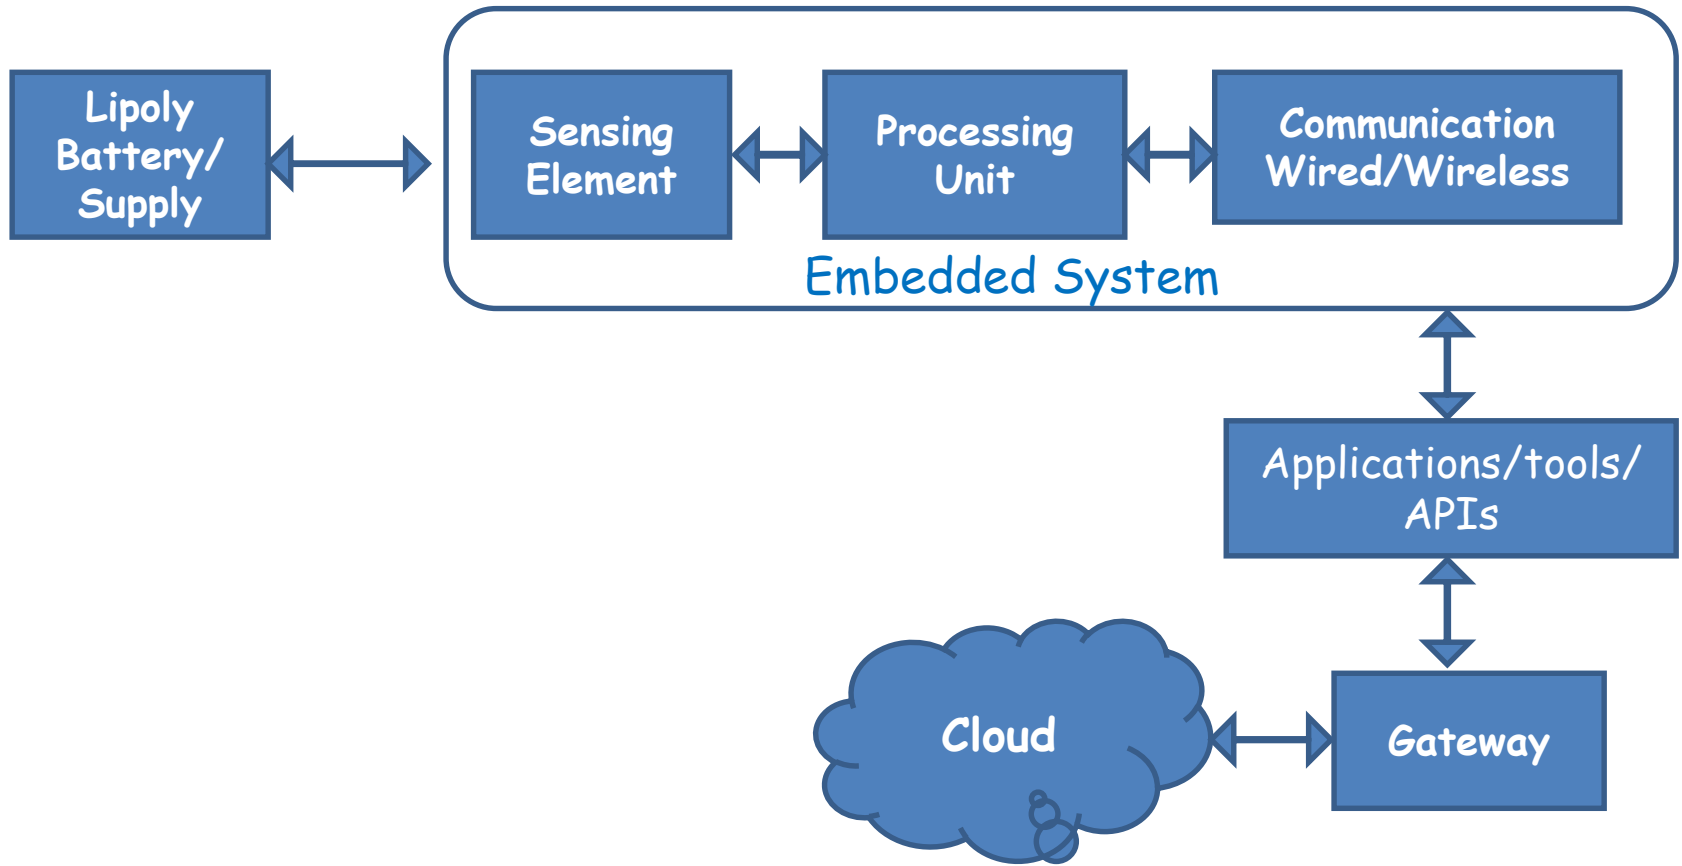 Lipoly
Battery/
Supply
Sensing
Element
Processing
Unit
Communication
Wired/Wireless
Embedded System
Applications/tools/
APIs
Cloud
Gateway